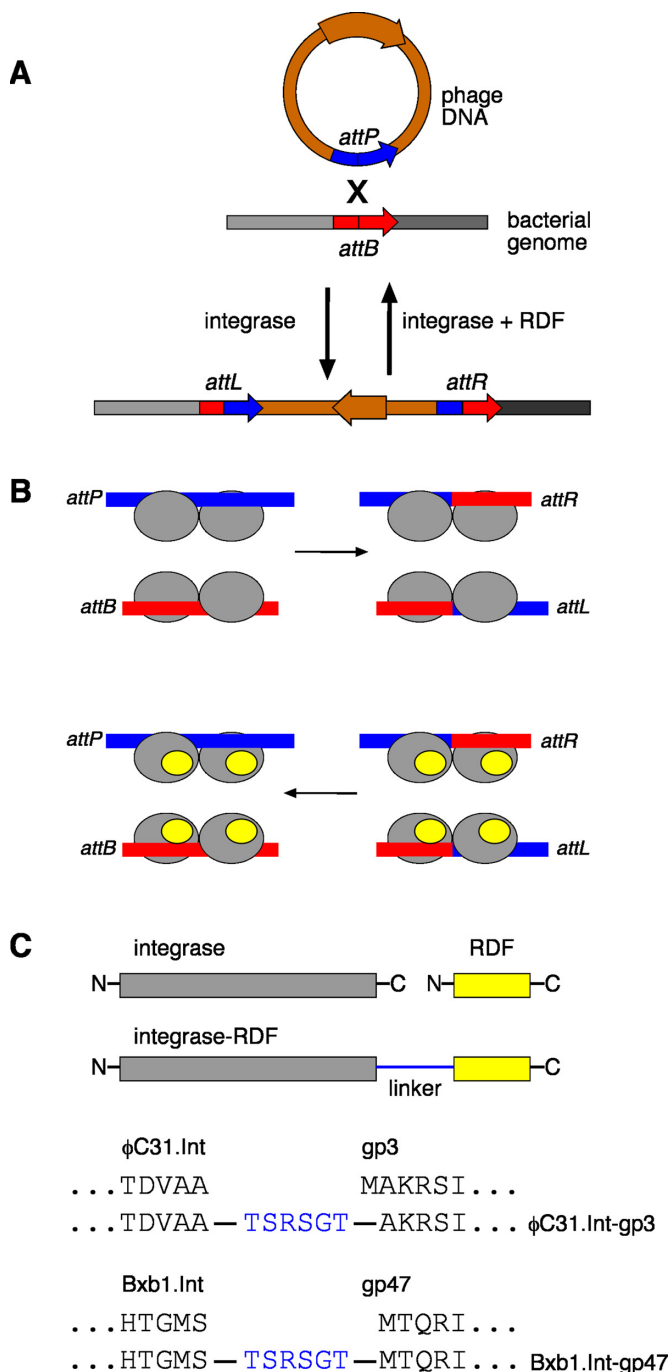 A
phage
DNA
attP
X
bacterial
genome
attB
integrase
integrase + RDF
attL
attR
B
attP
attR
attB
attL
attP
attR
attB
attL
C
integrase
RDF
N
C
N
C
integrase-RDF
N
C
linker
ϕC31.Int
gp3
...TDVAA
MAKRSI...
...TDVAA—TSRSGT—AKRSI...
ϕC31.Int-gp3
Bxb1.Int
gp47
...HTGMS
MTQRI...
...HTGMS—TSRSGT—MTQRI...
Bxb1.Int-gp47